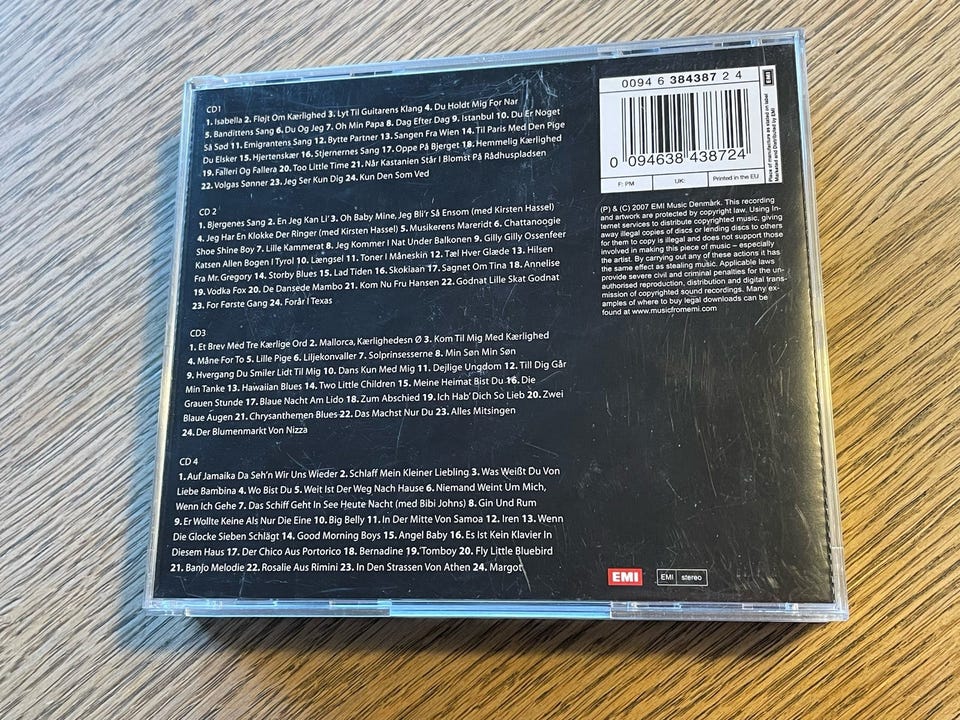 CD1
1. Isabella 2. Fløjt Om Kærlighed 3. Lyt Til Guitarens Klang 4. Du Holdt Mig For Nar
5. Bandittens Sang 6. Du Og Jeg 7. Oh Min Papa 8. Dag Efter Dag 9. Istanbul 10. Du Er Noget
Så Sød 11. Emigrantens Sang 12. Bytte Partner 13. Sangen Fra Wien 14. Til Paris Med Den Pige
Du Elsker 15. Hjertenskær 16. Stjernernes Sang 17. Oppe På Bjerget 18. Hemmelig Kærlighed
19. Falleri Og Fallera 20. Too Little Time 21. Når Kastanien Står I Blomst På Rådhuspladsen
22. Volgas Sønner 23. Jeg Ser Kun Dig 24. Kun Den Som Ved
CD 2
1. Bjergenes Sang 2. En Jeg Kan Li' 3. Oh Baby Mine, Jeg Bli'r Så Ensom (med Kirsten Hassel)
4. Jeg Har En Klokke Der Ringer (med Kirsten Hassel) 5. Musikerens Mareridt 6. Chattanoogie
Shoe Shine Boy 7. Lille Kammerat 8. Jeg Kommer I Nat Under Balkonen 9. Gilly Gilly Ossenfeer
Katsen Allen Bogen I Tyrol 10. Længsel 11. Toner I Måneskin 12. Tæl Hver Glæde 13. Hilsen
Fra Mr. Gregory 14. Storby Blues 15. Lad Tiden 16. Skokiaan 17. Sagnet Om Tina 18. Annelise
19. Vodka Fox 20. De Dansede Mambo 21. Kom Nu Fru Hansen 22. Godnat Lille Skat Godnat
23. For Første Gang 24. Forår I Texas
CD3
1. Et Brev Med Tre Kærlige Ord 2. Mallorca, Kærlighedesn Ø 3. Kom Til Mig Med Kærlighed
4. Måne For To 5. Lille Pige 6. Liljekonvaller 7. Solprinsesserne 8. Min Søn Min Søn
9. Hvergang Du Smiler Lidt Til Mig 10. Dans Kun Med Mig 11. Dejlige Ungdom 12. Till Dig Går
Min Tanke 13. Hawaiian Blues 14. Two Little Children 15. Meine Heimat Bist Du 16. Die
Grauen Stunde 17. Blaue Nacht Am Lido 18. Zum Abschied 19. Ich Hab' Dich So Lieb 20. Zwei
Blaue Augen 21. Chrysanthemen Blues 22. Das Machst Nur Du 23. Alles Mitsingen
24. Der Blumenmarkt Von Nizza
CD 4
1. Auf Jamaika Da Seh'n Wir Uns Wieder 2. Schlaff Mein Kleiner Liebling 3. Was Weißt Du Von
Liebe Bambina 4. Wo Bist Du 5. Weit Ist Der Weg Nach Hause 6. Niemand Weint Um Mich,
Wenn Ich Gehe 7. Das Schiff Geht In See Heute Nacht (med Bibi Johns) 8. Gin Und Rum
9. Er Wollte Keine Als Nur Die Eine 10. Big Belly 11. In Der Mitte Von Samoa 12. Iren 13. Wenn
Die Glocke Sieben Schlägt 14. Good Morning Boys 15. Angel Baby 16. Es Ist Kein Klavier In
Diesem Haus 17. Der Chico Aus Portorico 18. Bernadine 19. Tomboy 20. Fly Little Bluebird
21. Banjo Melodie 22. Rosalie Aus Rimini 23. In Den Strassen Von Athen 24. Margot
0094 6 384387 2 4
0 094638 438724
F: PM UK: Printed in the EU
EMI
Place of manufacture as stated on label
Marketed and Distributed by EMI
(P) & (C) 2007 EMI Music Denmark. This recording
and artwork are protected by copyright law. Using In-
ternet services to distribute copyrighted music, giving
away illegal copies of discs or lending discs to others
for them to copy is illegal and does not support those
involved in making this piece of music – especially
the artist. By carrying out any of these actions it has
the same effect as stealing music. Applicable laws
provide severe civil and criminal penalties for the un-
authorised reproduction, distribution and digital trans-
mission of copyrighted sound recordings. Many ex-
amples of where to buy legal downloads can be
found at www.musicfromemi.com
EMI EMI stereo